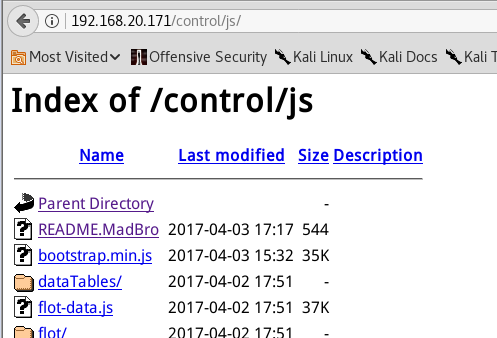 192.168.20.171/control/js/
Most Visited Offensive Security Kali Linux Kali Docs Kali T
Index of /control/js
Name Last modified Size Description
Parent Directory -
README.MadBro 2017-04-03 17:17 544
bootstrap.min.js 2017-04-03 15:32 35K
dataTables/ 2017-04-02 17:51 -
flot-data.js 2017-04-02 17:51 37K
flot/ 2017-04-02 17:51 -